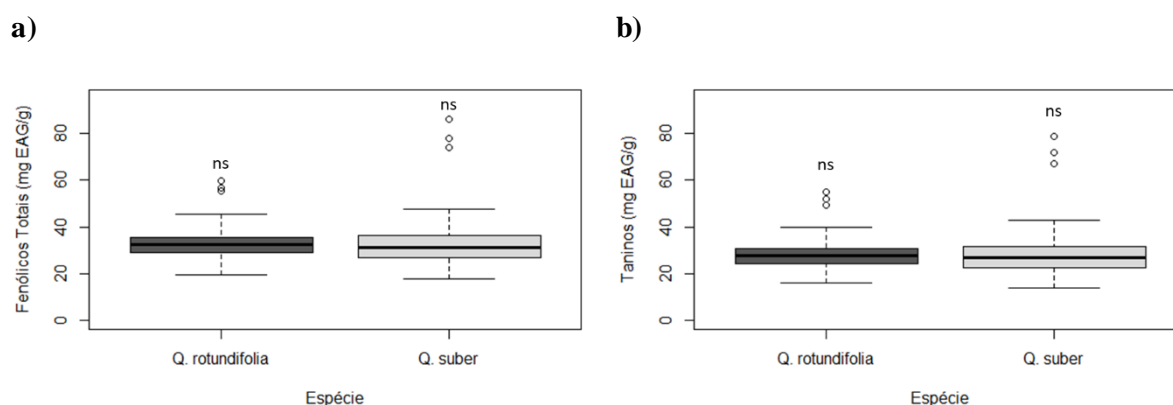 a)
Fenólicos Totais (mg EAG/g)
80
60
40
20
0
ns
ns
Q. rotundifolia
Q. suber
Espécie
b)
Taninos (mg EAG/g)
80
60
40
20
0
ns
ns
Q. rotundifolia
Q. suber
Espécie